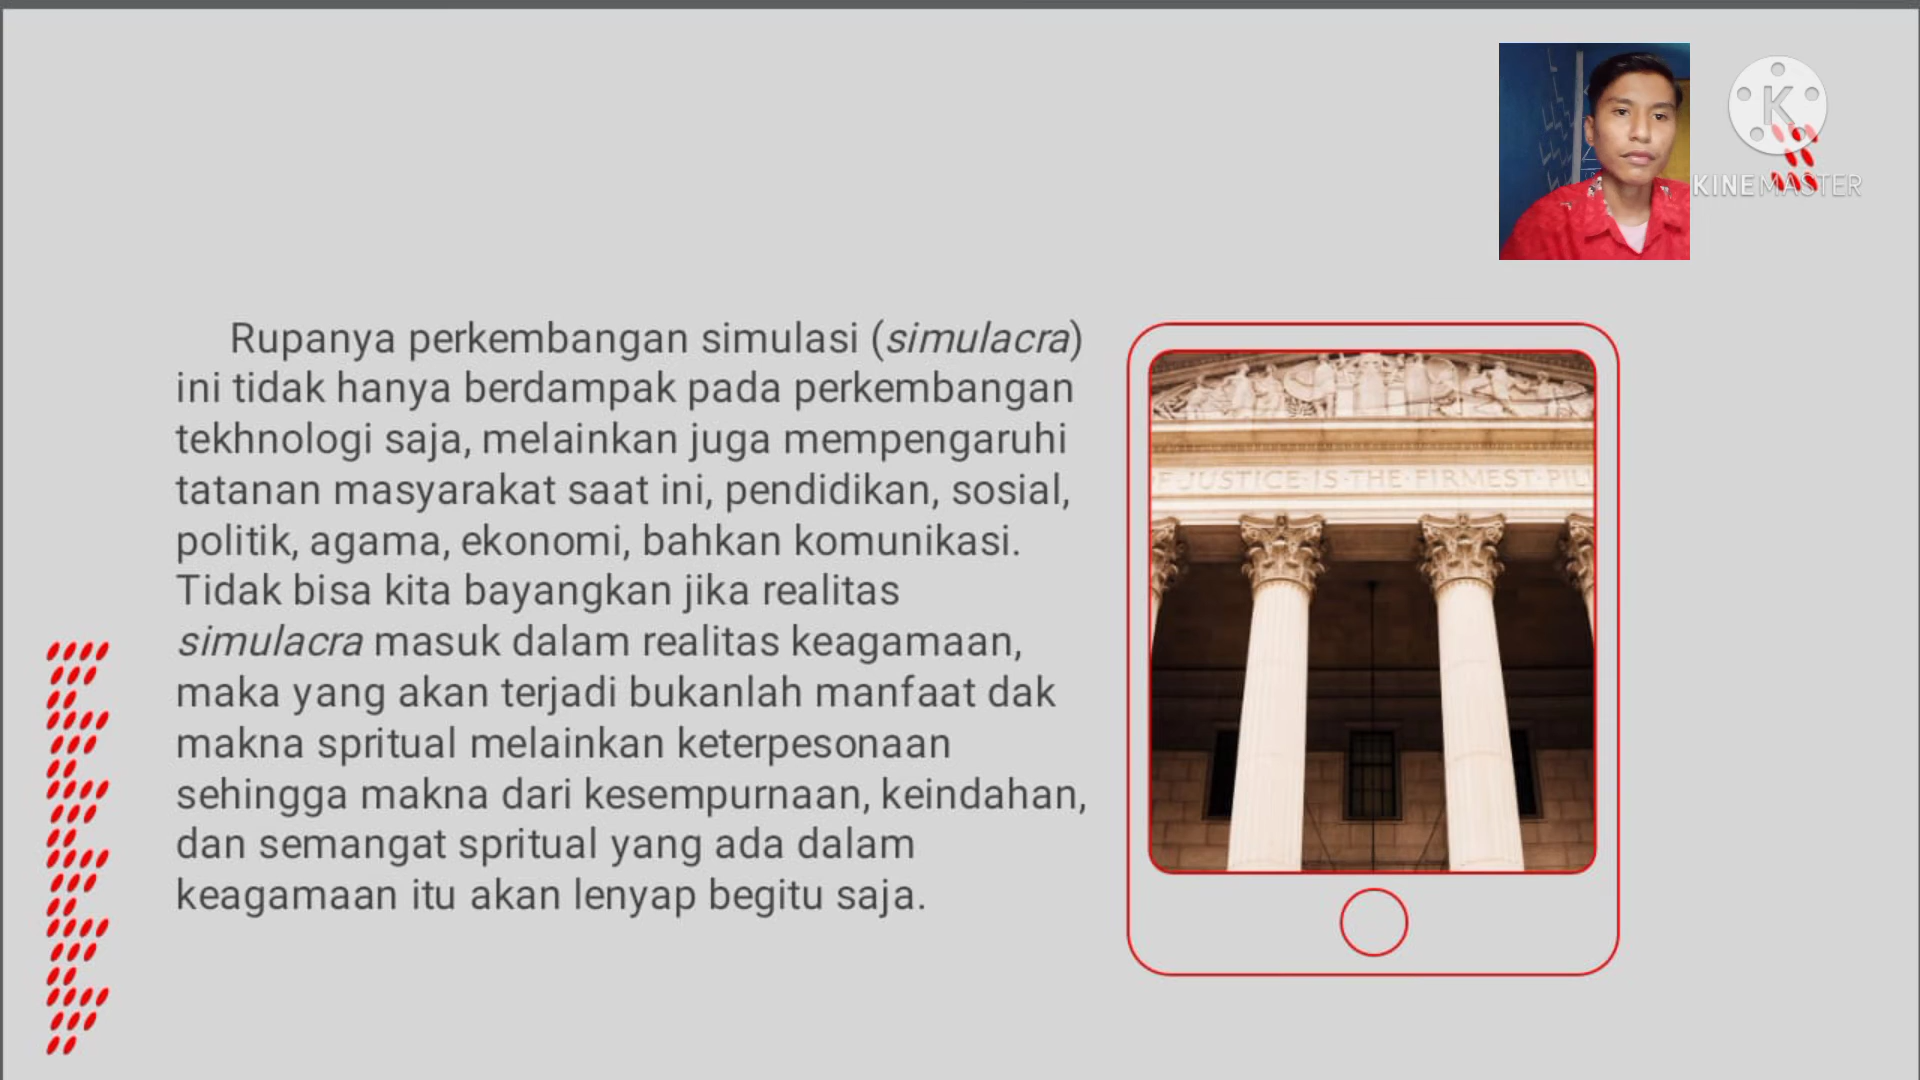 K
KINEMASTER
Rupanya perkembangan simulasi (simulacra)
ini tidak hanya berdampak pada perkembangan
tekhnologi saja, melainkan juga mempengaruhi
tatanan masyarakat saat ini, pendidikan, sosial,
politik, agama, ekonomi, bahkan komunikasi.
Tidak bisa kita bayangkan jika realitas
simulacra masuk dalam realitas keagamaan,
maka yang akan terjadi bukanlah manfaat dak
makna spritual melainkan keterpesonaan
sehingga makna dari kesempurnaan, keindahan,
dan semangat spritual yang ada dalam
keagamaan itu akan lenyap begitu saja.
JUSTICE IS THE FIRMEST PIL